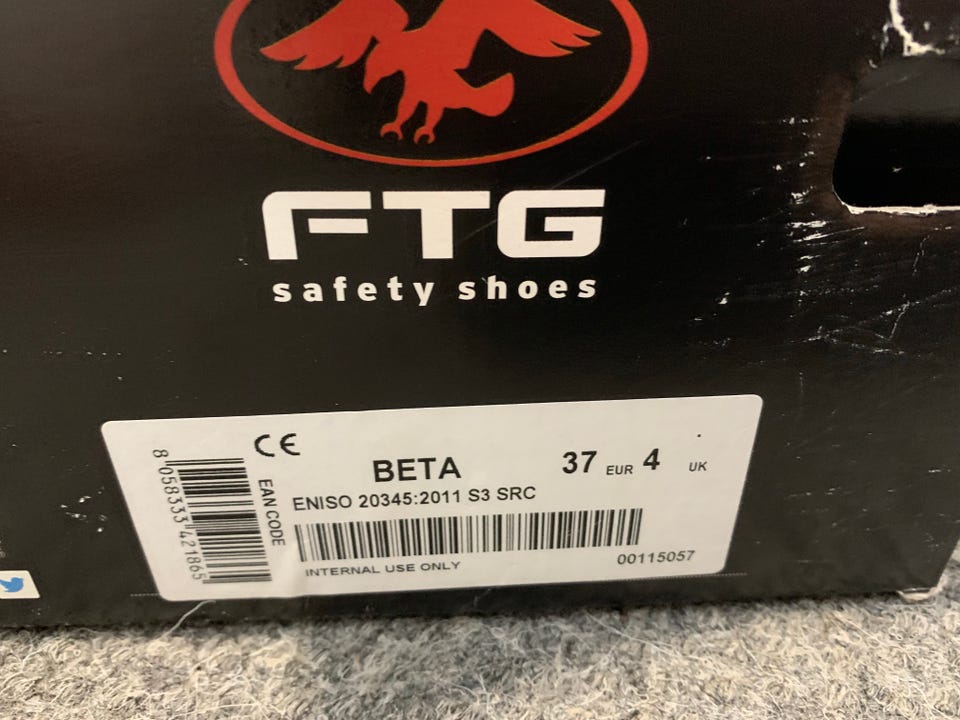 FTG
safety shoes
CE
BETA
37 EUR 4 UK
ENISO 20345:2011 S3 SRC
EAN CODE
8 058333 421865
INTERNAL USE ONLY
00115057